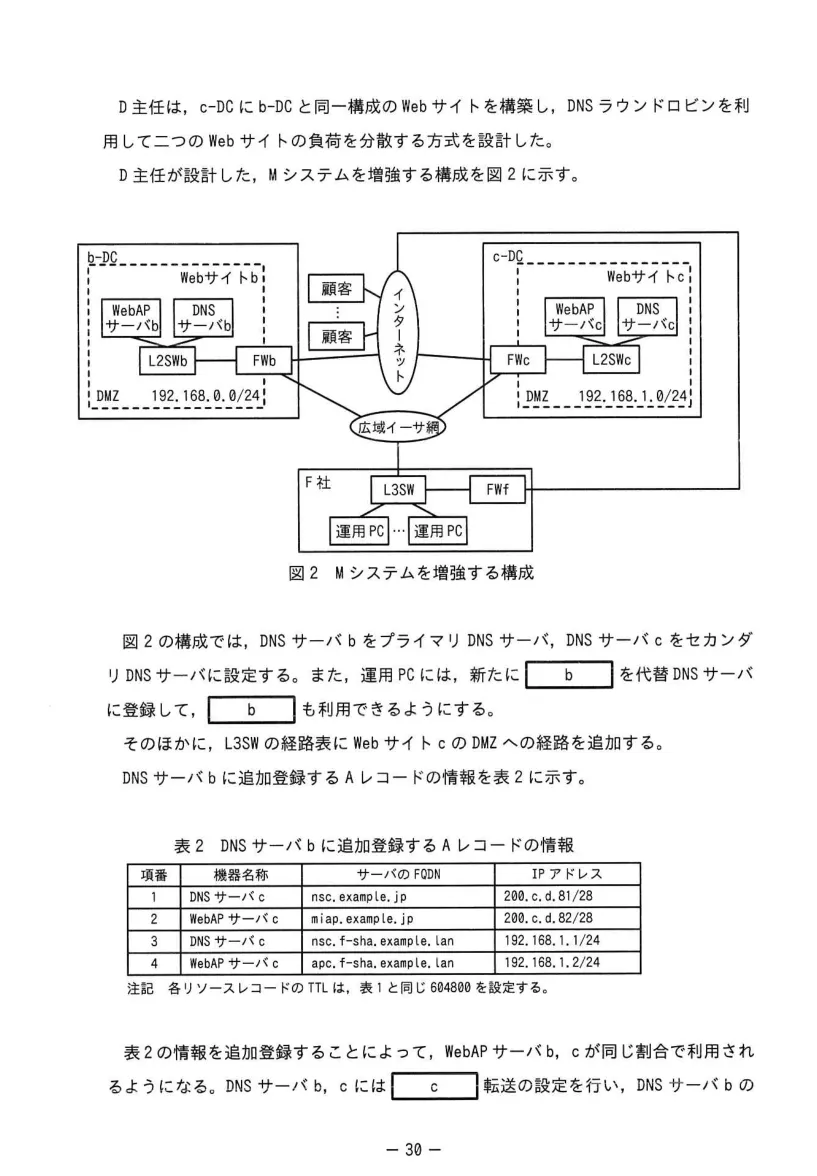 D主任は，c-DCにb-DCと同一構成のWebサイトを構築し，DNSラウンドロビンを利
用して二つのWebサイトの負荷を分散する方式を設計した。
D主任が設計した，Mシステムを増強する構成を図2に示す。
b-DC
Webサイトb
WebAP
サーバb
DNS
サーバb
L2SWb
FWb
DMZ
192.168.0.0/24
顧客
⋮
顧客
インターネット
c-DC
Webサイトc
WebAP
サーバc
DNS
サーバc
FWc
L2SWc
DMZ
192.168.1.0/24
広域イーサ網
F社
L3SW
FWf
運用PC
…
運用PC
図2 Mシステムを増強する構成
図2の構成では，DNSサーバbをプライマリDNSサーバ，DNSサーバcをセカンダ
リDNSサーバに設定する。また，運用PCには，新たに b を代替DNSサーバ
に登録して， b も利用できるようにする。
そのほかに，L3SWの経路表にWebサイトcのDMZへの経路を追加する。
DNSサーバbに追加登録するAレコードの情報を表2に示す。
表2 DNSサーバbに追加登録するAレコードの情報
項番 機器名称 サーバのFQDN IPアドレス
1 DNSサーバc nsc.example.jp 200.c.d.81/28
2 WebAPサーバc miap.example.jp 200.c.d.82/28
3 DNSサーバc nsc.f-sha.example.lan 192.168.1.1/24
4 WebAPサーバc apc.f-sha.example.lan 192.168.1.2/24
注記 各リソースレコードのTTLは，表1と同じ604800を設定する。
表2の情報を追加登録することによって，WebAPサーバb，cが同じ割合で利用され
るようになる。DNSサーバb，cには c 転送の設定を行い，DNSサーバbの
— 30 —